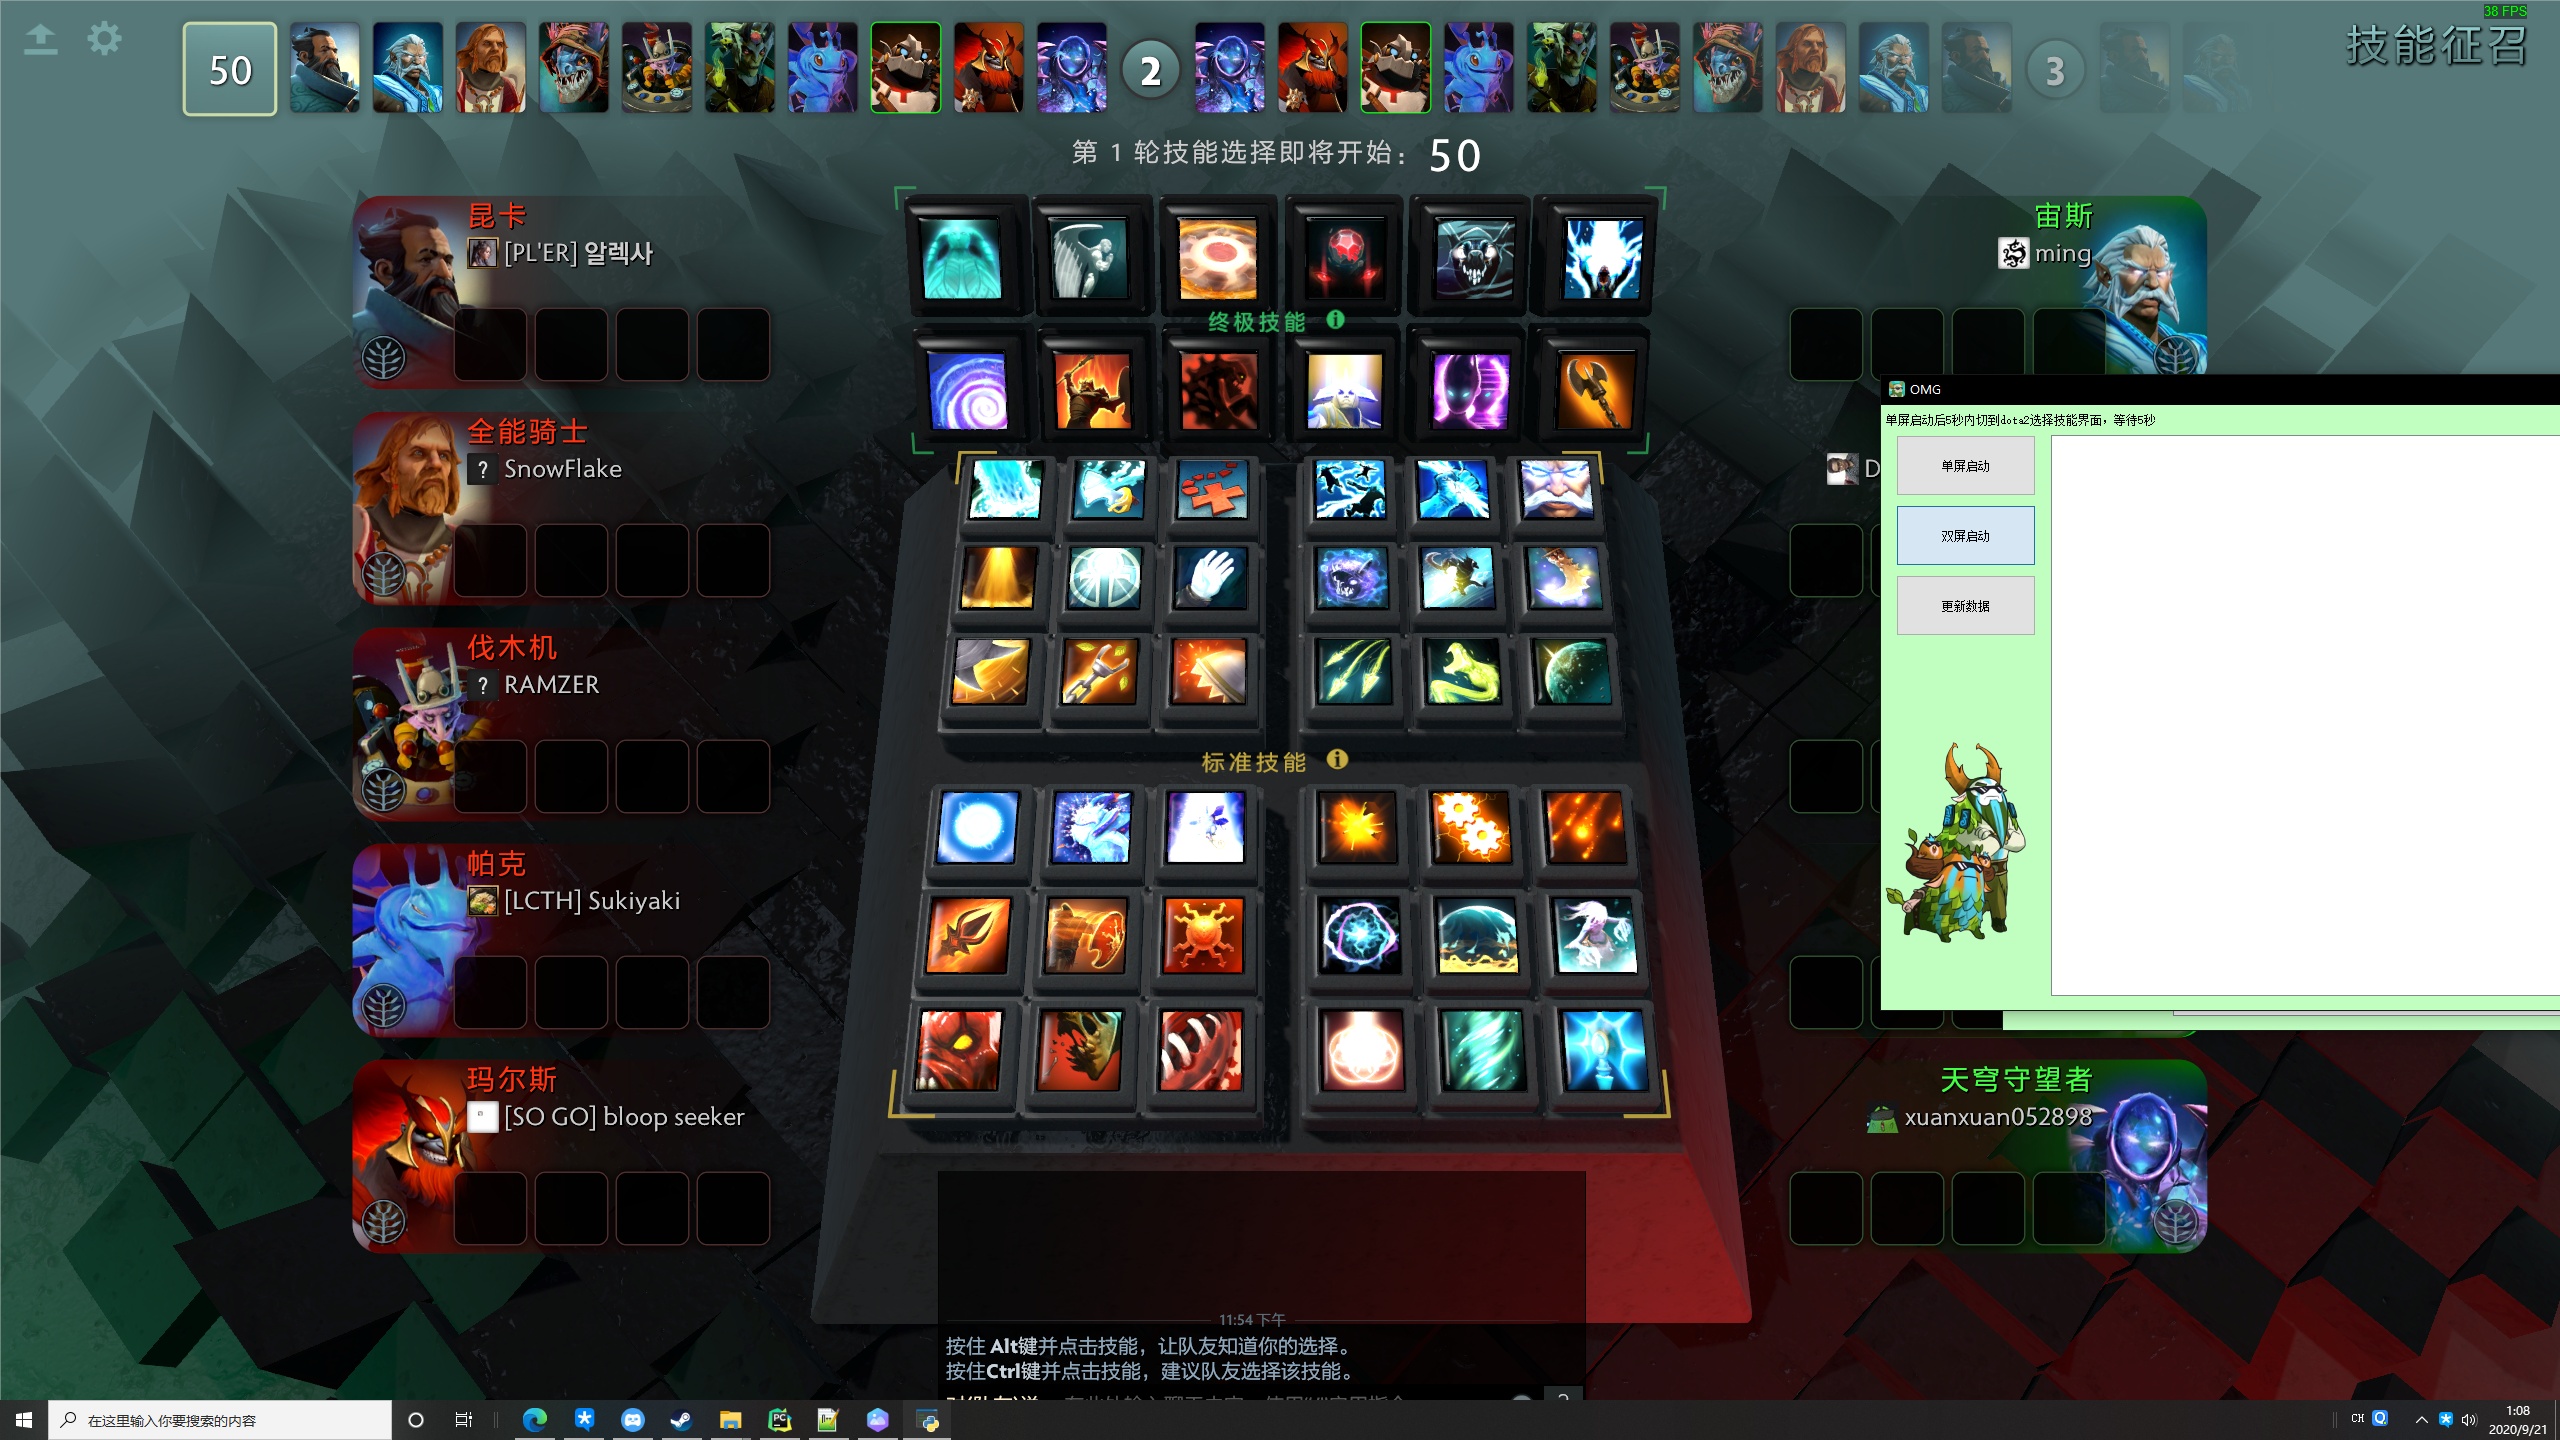 38 FPS
技能征召
50
2
3
第 1 轮技能选择即将开始： 50
昆卡
[PL'ER] 알렉사
全能骑士
? SnowFlake
伐木机
? RAMZER
帕克
[LCTH] Sukiyaki
玛尔斯
[SO GO] bloop seeker
终极技能
标准技能
宙斯
ming
D
天穹守望者
xuanxuan052898
OMG
单屏启动后5秒内切到dota2选择技能界面，等待5秒
单屏启动
双屏启动
更新数据
11:54 下午
按住 Alt键并点击技能，让队友知道你的选择。
按住Ctrl键并点击技能，建议队友选择该技能。
在这里输入你要搜索的内容
CH
1:08
2020/9/21